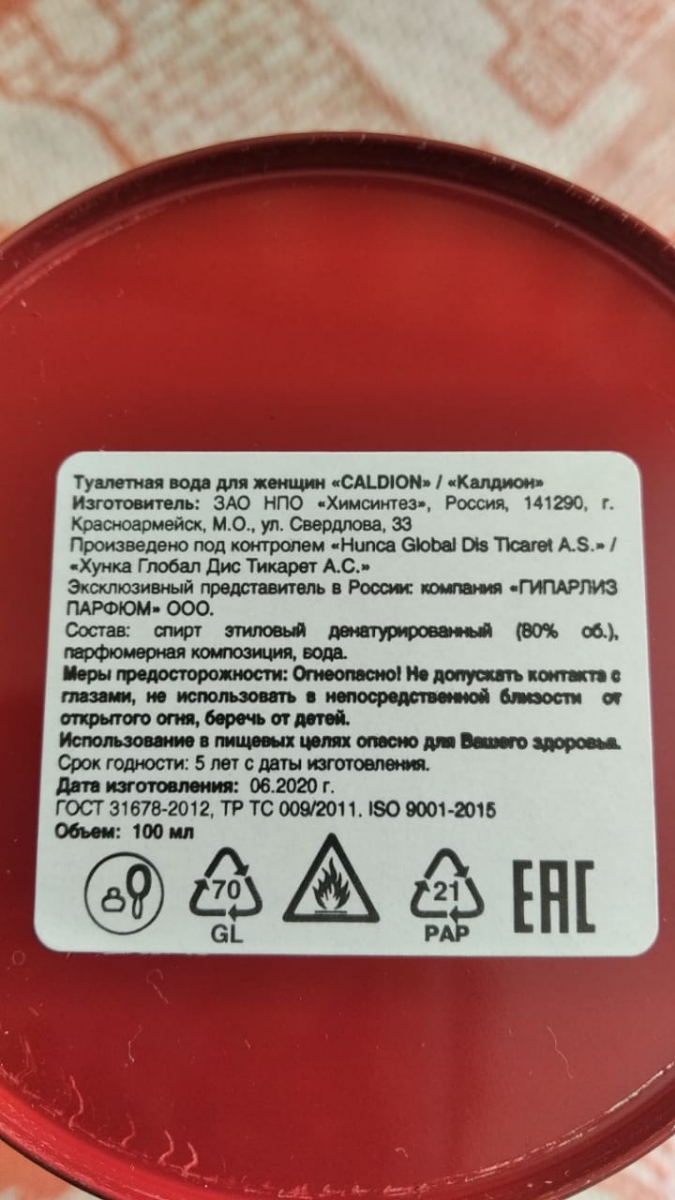 Туалетная вода для женщин «CALDION» / «Калдион»
Изготовитель: ЗАО НПО «Химсинтез», Россия, 141290, г.
Красноармейск, М.О., ул. Свердлова, 33
Произведено под контролем «Hunca Global Dis Ticaret A.S.» /
«Хунка Глобал Дис Тикарет А.С.»
Эксклюзивный представитель в России: компания «ГИПАРЛИЗ
ПАРФЮМ» ООО.
Состав: спирт этиловый денатурированный (80% об.),
парфюмерная композиция, вода.
Меры предосторожности: Огнеопасно! Не допускать контакта с
глазами, не использовать в непосредственной близости от
открытого огня, беречь от детей.
Использование в пищевых целях опасно для Вашего здоровья.
Срок годности: 5 лет с даты изготовления.
Дата изготовления: 06.2020 г.
ГОСТ 31678-2012, ТР ТС 009/2011. ISO 9001-2015
Объем: 100 мл
70 21 EAC
GL PAP